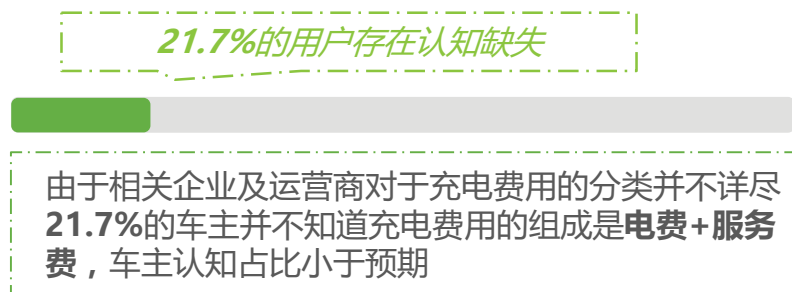 21.7%的用户存在认知缺失
由于相关企业及运营商对于充电费用的分类并不详尽
21.7%的车主并不知道充电费用的组成是电费+服务
费，车主认知占比小于预期